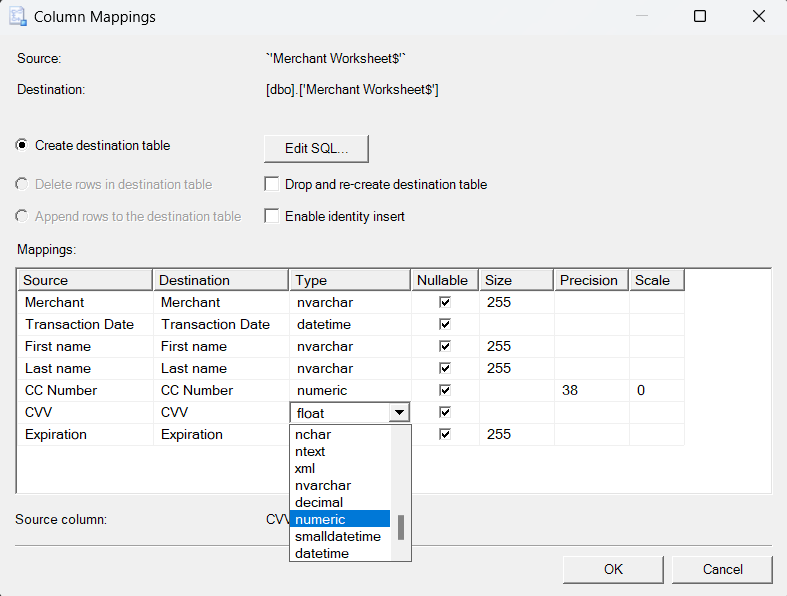 Column Mappings
Source: `'Merchant Worksheet$'`
Destination: [dbo].['Merchant Worksheet$']
Create destination table Edit SQL...
Delete rows in destination table Drop and re-create destination table
Append rows to the destination table Enable identity insert
Mappings:
Source Destination Type Nullable Size Precision Scale
Merchant Merchant nvarchar 255
Transaction Date Transaction Date datetime
First name First name nvarchar 255
Last name Last name nvarchar 255
CC Number CC Number numeric 38 0
CVV CVV float
Expiration Expiration 255
nchar
ntext
xml
nvarchar
decimal
Source column: CVV numeric
smalldatetime
datetime
OK Cancel